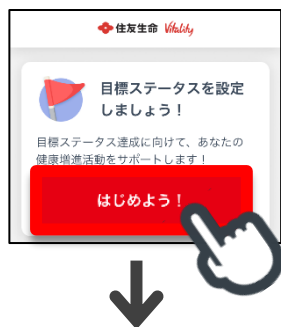 住友生命 Vitality
目標ステータスを設定
しましょう！
目標ステータス達成に向けて、あなたの
健康増進活動をサポートします！
はじめよう！